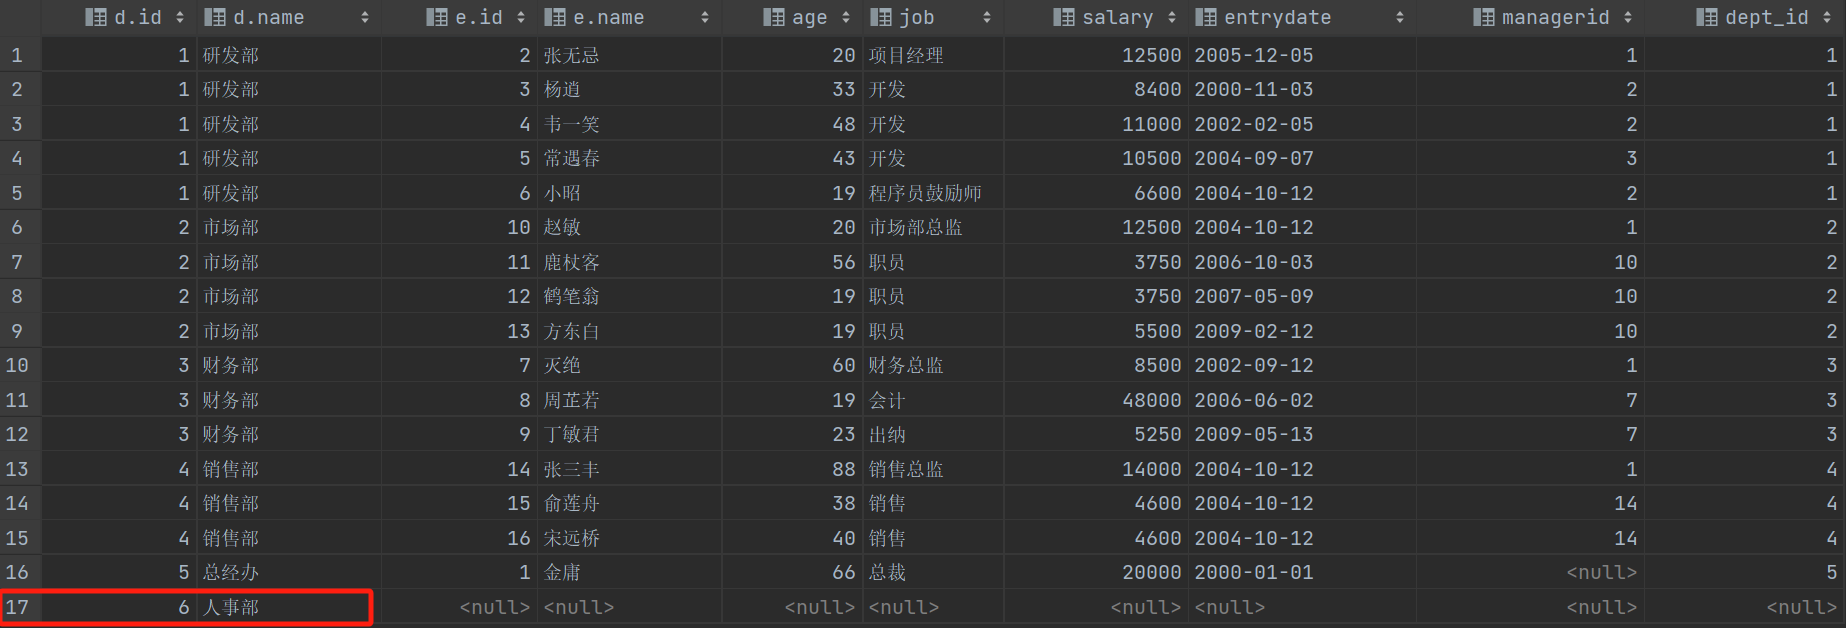 d.id d.name e.id e.name age job salary entrydate managerid dept_id
1 1 研发部 2 张无忌 20 项目经理 12500 2005-12-05 1 1
2 1 研发部 3 杨逍 33 开发 8400 2000-11-03 2 1
3 1 研发部 4 韦一笑 48 开发 11000 2002-02-05 2 1
4 1 研发部 5 常遇春 43 开发 10500 2004-09-07 3 1
5 1 研发部 6 小昭 19 程序员鼓励师 6600 2004-10-12 2 1
6 2 市场部 10 赵敏 20 市场部总监 12500 2004-10-12 1 2
7 2 市场部 11 鹿杖客 56 职员 3750 2006-10-03 10 2
8 2 市场部 12 鹤笔翁 19 职员 3750 2007-05-09 10 2
9 2 市场部 13 方东白 19 职员 5500 2009-02-12 10 2
10 3 财务部 7 灭绝 60 财务总监 8500 2002-09-12 1 3
11 3 财务部 8 周芷若 19 会计 48000 2006-06-02 7 3
12 3 财务部 9 丁敏君 23 出纳 5250 2009-05-13 7 3
13 4 销售部 14 张三丰 88 销售总监 14000 2004-10-12 1 4
14 4 销售部 15 俞莲舟 38 销售 4600 2004-10-12 14 4
15 4 销售部 16 宋远桥 40 销售 4600 2004-10-12 14 4
16 5 总经办 1 金庸 66 总裁 20000 2000-01-01 <null> 5
17 6 人事部 <null> <null> <null> <null> <null> <null> <null> <null>